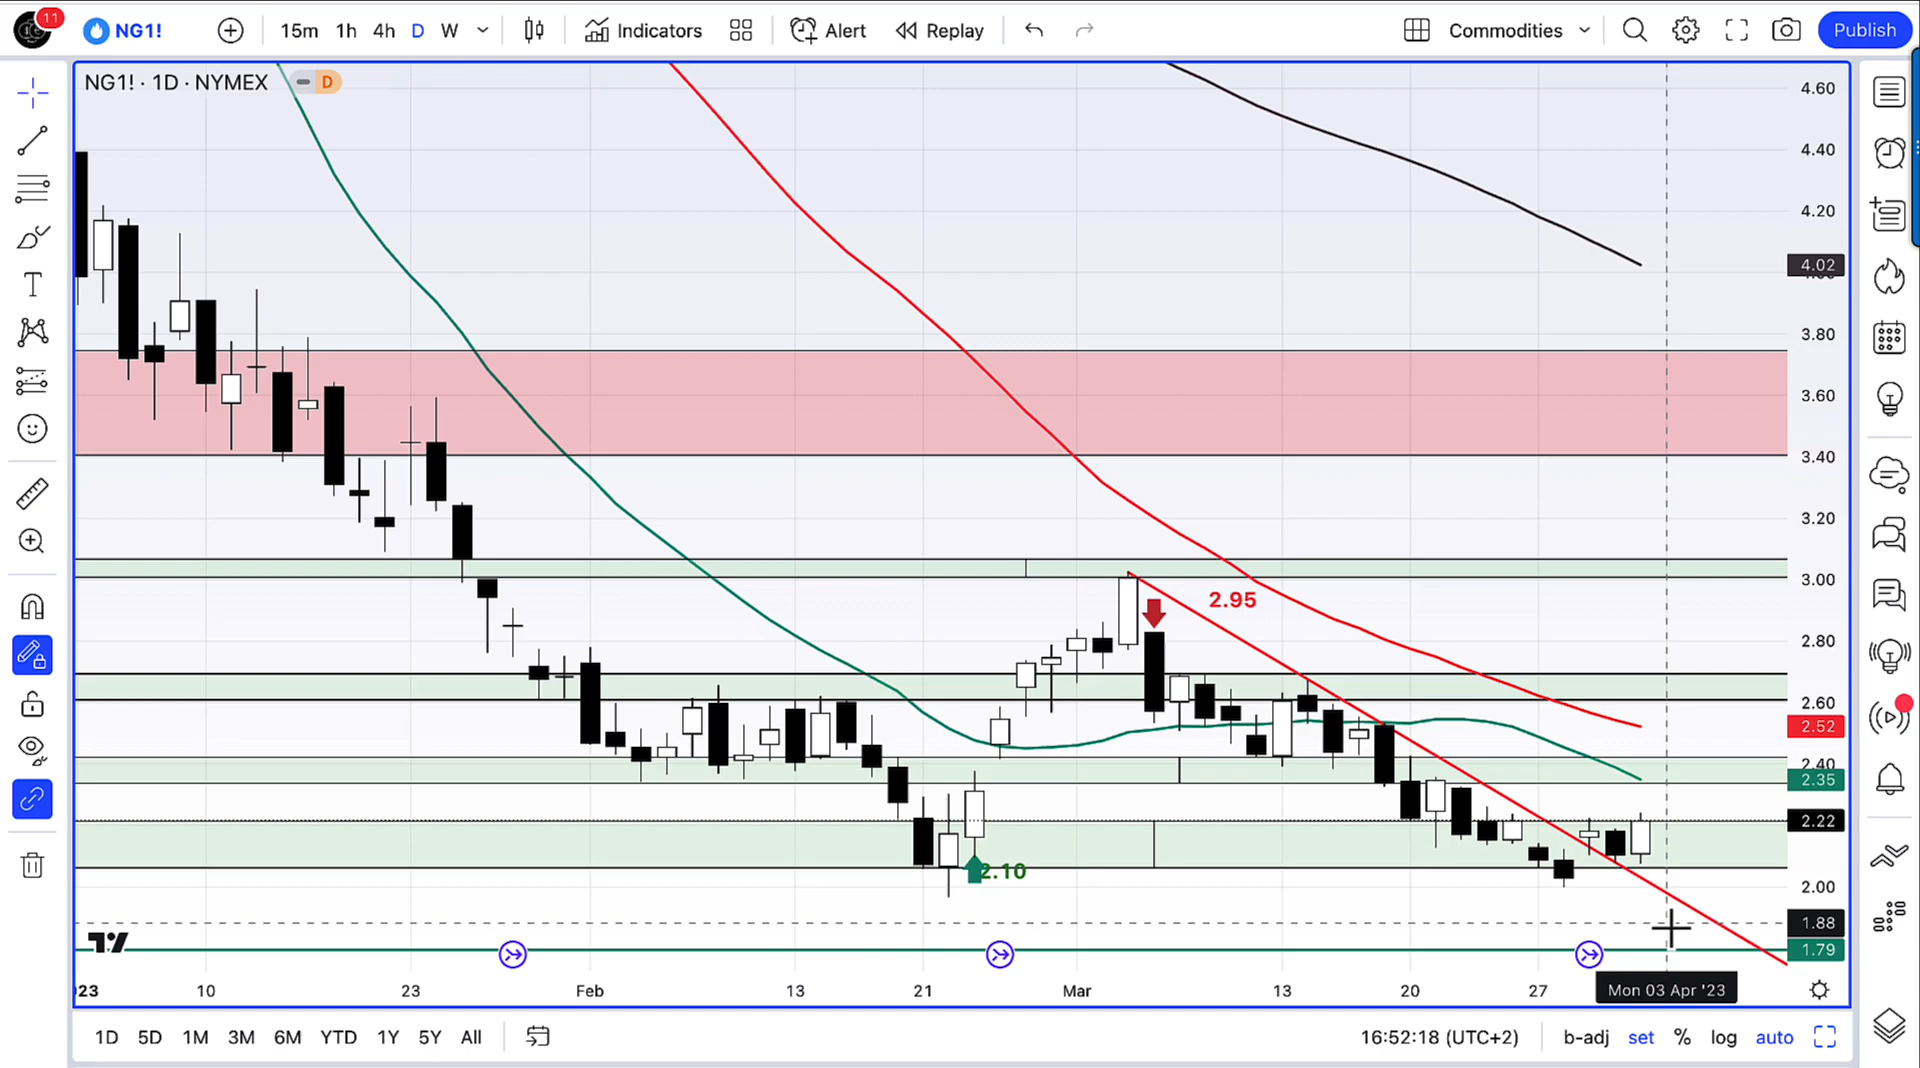 11
NG1!
15m 1h 4h D W
Indicators
Alert
Replay
Commodities
Publish
NG1! · 1D · NYMEX
D
4.60
4.40
4.20
4.02
3.80
3.60
3.40
3.20
3.00
2.95
2.80
2.60
2.52
2.40
2.35
2.22
2.10
2.00
1.88
1.79
23 10 23 Feb 13 21 Mar 13 20 27 Mon 03 Apr '23
1D 5D 1M 3M 6M YTD 1Y 5Y All
16:52:18 (UTC+2)
b-adj set % log auto